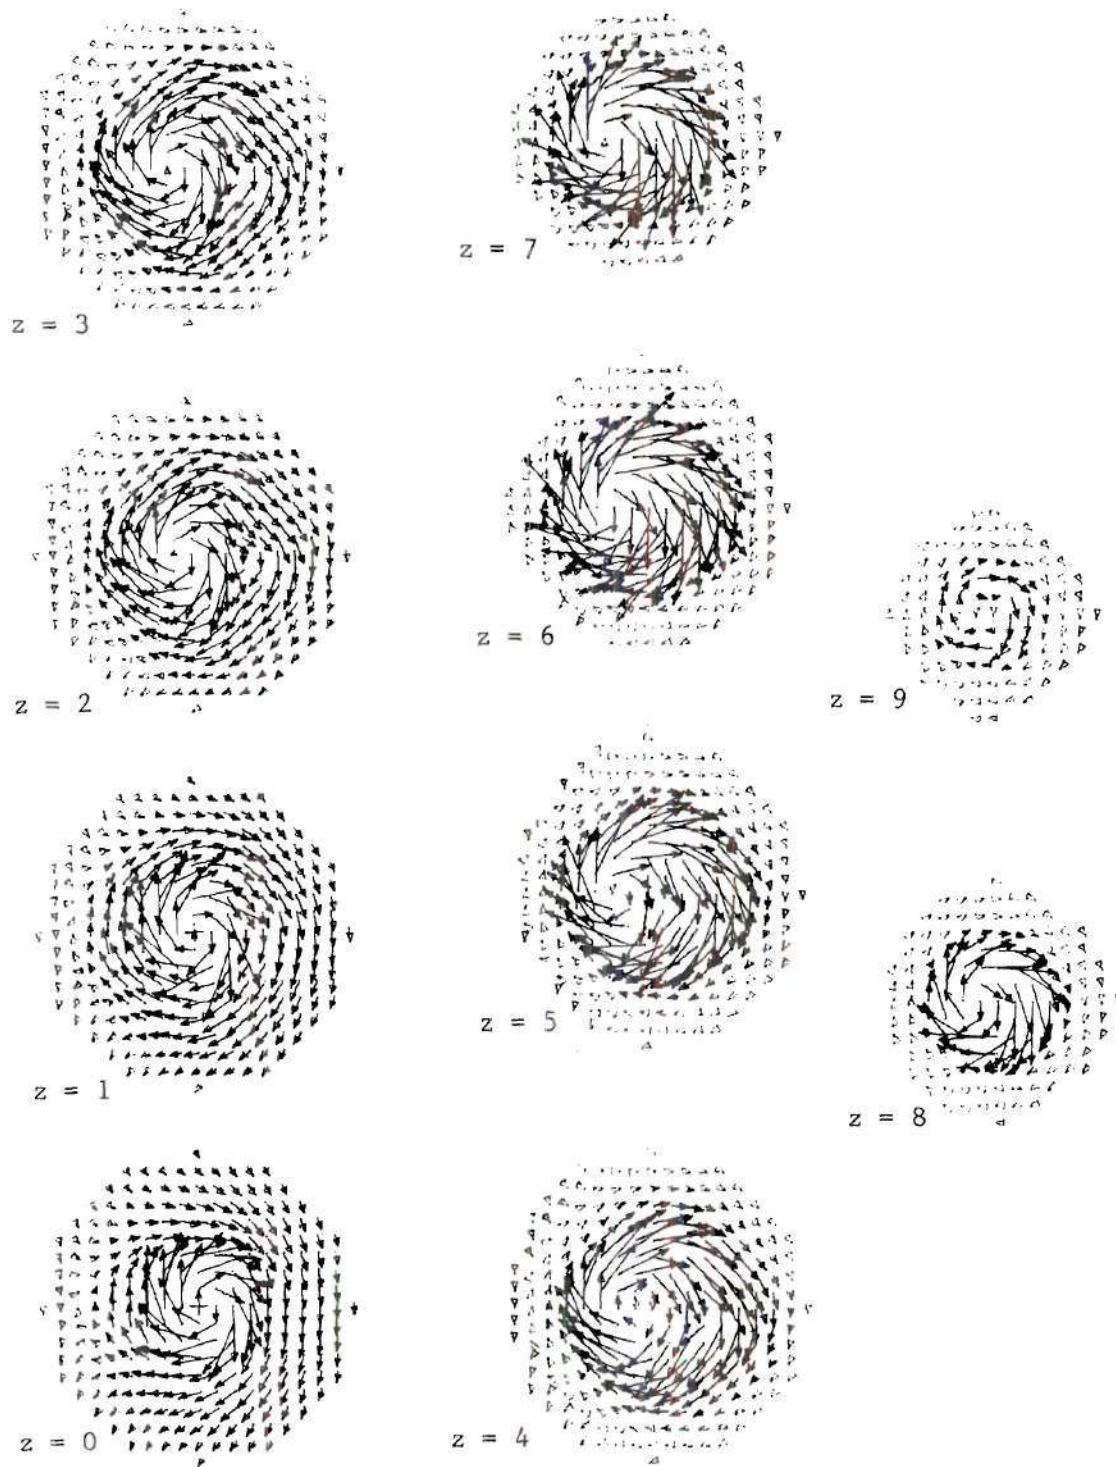 z = 3
z = 7
z = 2
z = 6
z = 9
z = 1
z = 5
z = 8
z = 0
z = 4